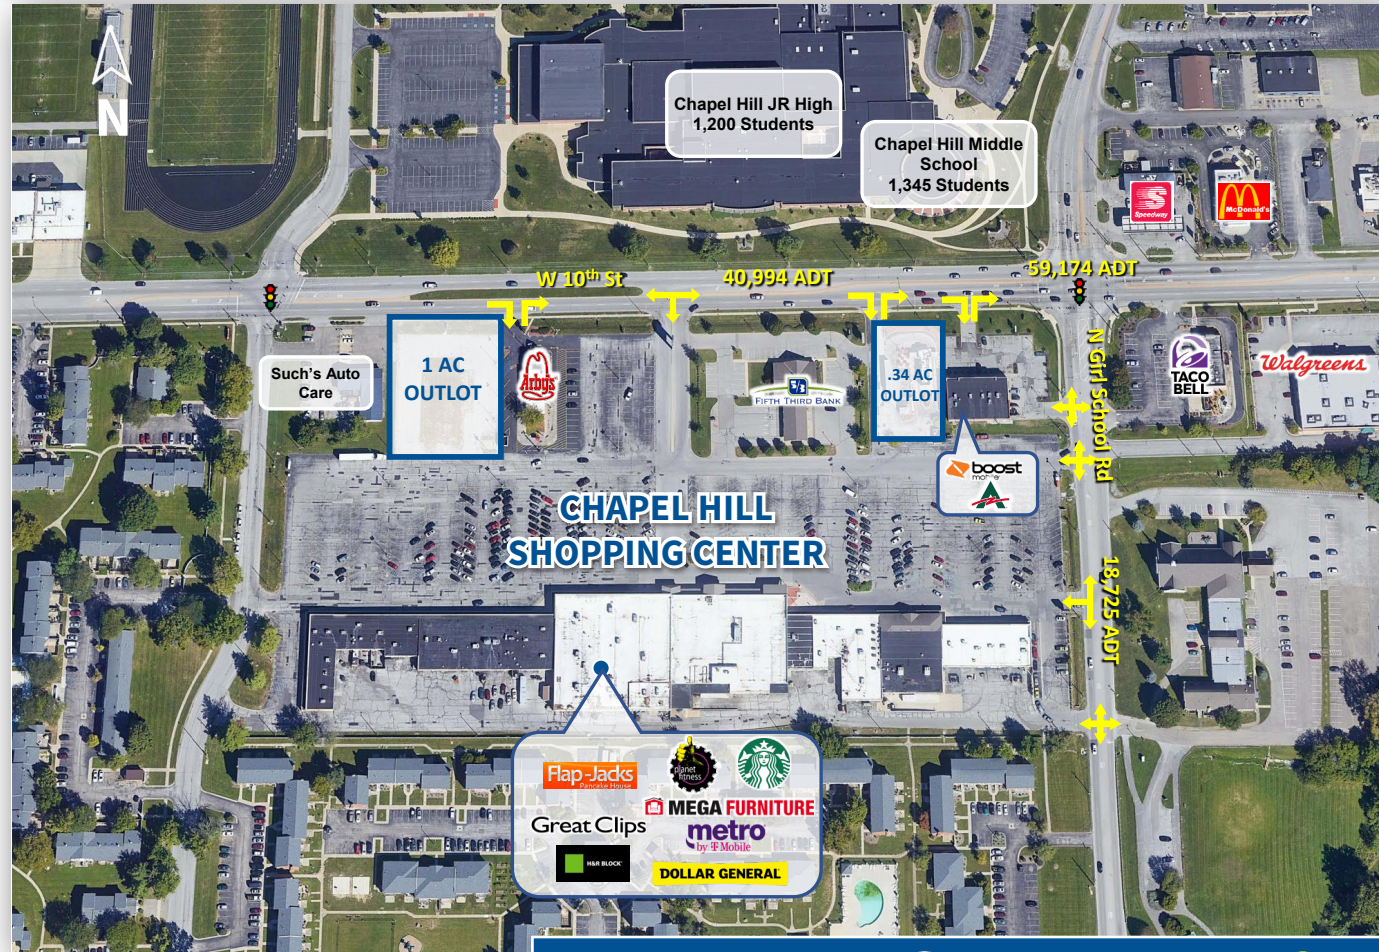 N
Chapel Hill JR High
1,200 Students
Chapel Hill Middle
School
1,345 Students
Speedway
McDonald's
W 10th St
40,994 ADT
59,174 ADT
Such's Auto
Care
1 AC
OUTLOT
Arby's
FIFTH THIRD BANK
.34 AC
OUTLOT
N Girl School Rd
TACO
BELL
Walgreens
boost
mobile
CHAPEL HILL
SHOPPING CENTER
18,725 ADT
Flap-Jacks
Pancake House
planet
fitness
MEGA FURNITURE
Great Clips
metro
by T Mobile
H&R BLOCK
DOLLAR GENERAL